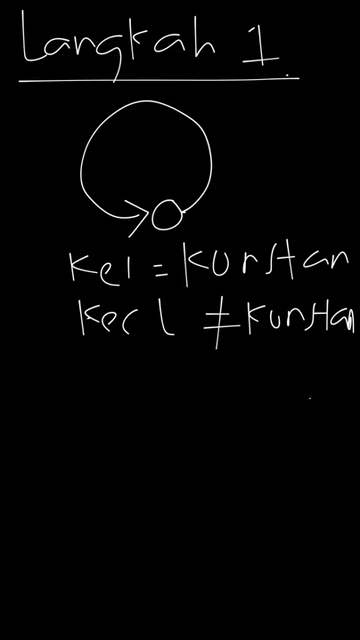 Langkah 1
Kel = Konstan
Kec l ≠ Konstan